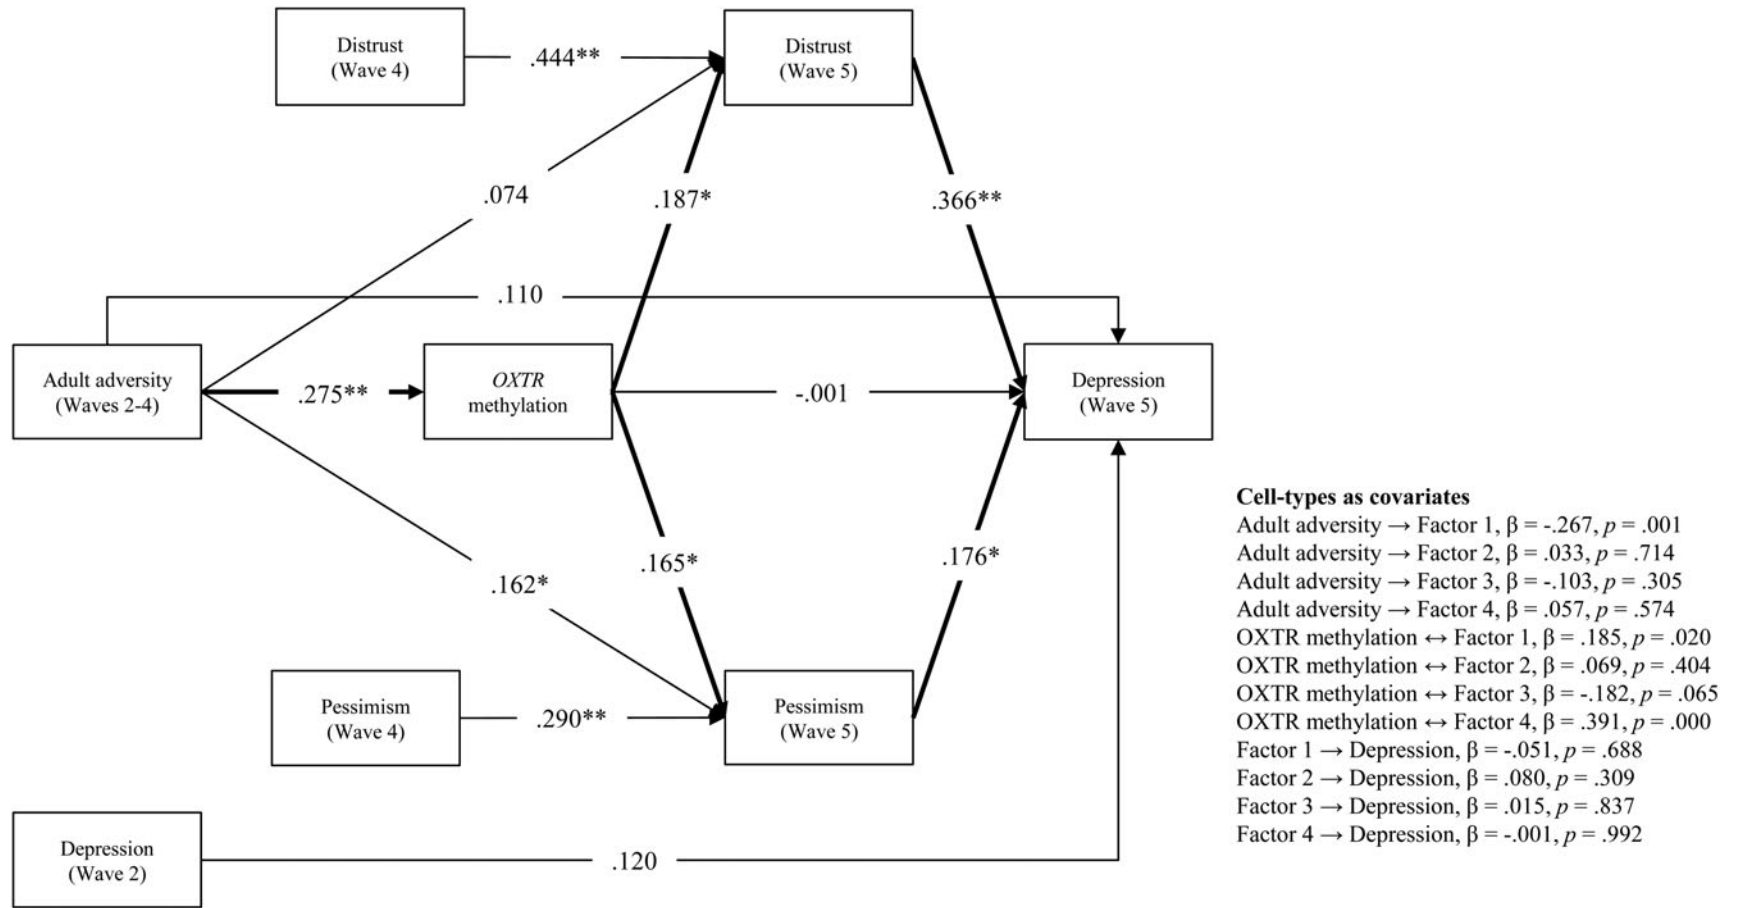 Distrust
(Wave 4)
.444**
Distrust
(Wave 5)
.074
.187*
.366**
.110
Adult adversity
(Waves 2-4)
.275**
OXTR
methylation
-.001
Depression
(Wave 5)
.162*
.165*
.176*
Pessimism
(Wave 4)
.290**
Pessimism
(Wave 5)
Depression
(Wave 2)
.120
Cell-types as covariates
Adult adversity → Factor 1, β = -.267, p = .001
Adult adversity → Factor 2, β = .033, p = .714
Adult adversity → Factor 3, β = -.103, p = .305
Adult adversity → Factor 4, β = .057, p = .574
OXTR methylation ↔ Factor 1, β = .185, p = .020
OXTR methylation ↔ Factor 2, β = .069, p = .404
OXTR methylation ↔ Factor 3, β = -.182, p = .065
OXTR methylation ↔ Factor 4, β = .391, p = .000
Factor 1 → Depression, β = -.051, p = .688
Factor 2 → Depression, β = .080, p = .309
Factor 3 → Depression, β = .015, p = .837
Factor 4 → Depression, β = -.001, p = .992